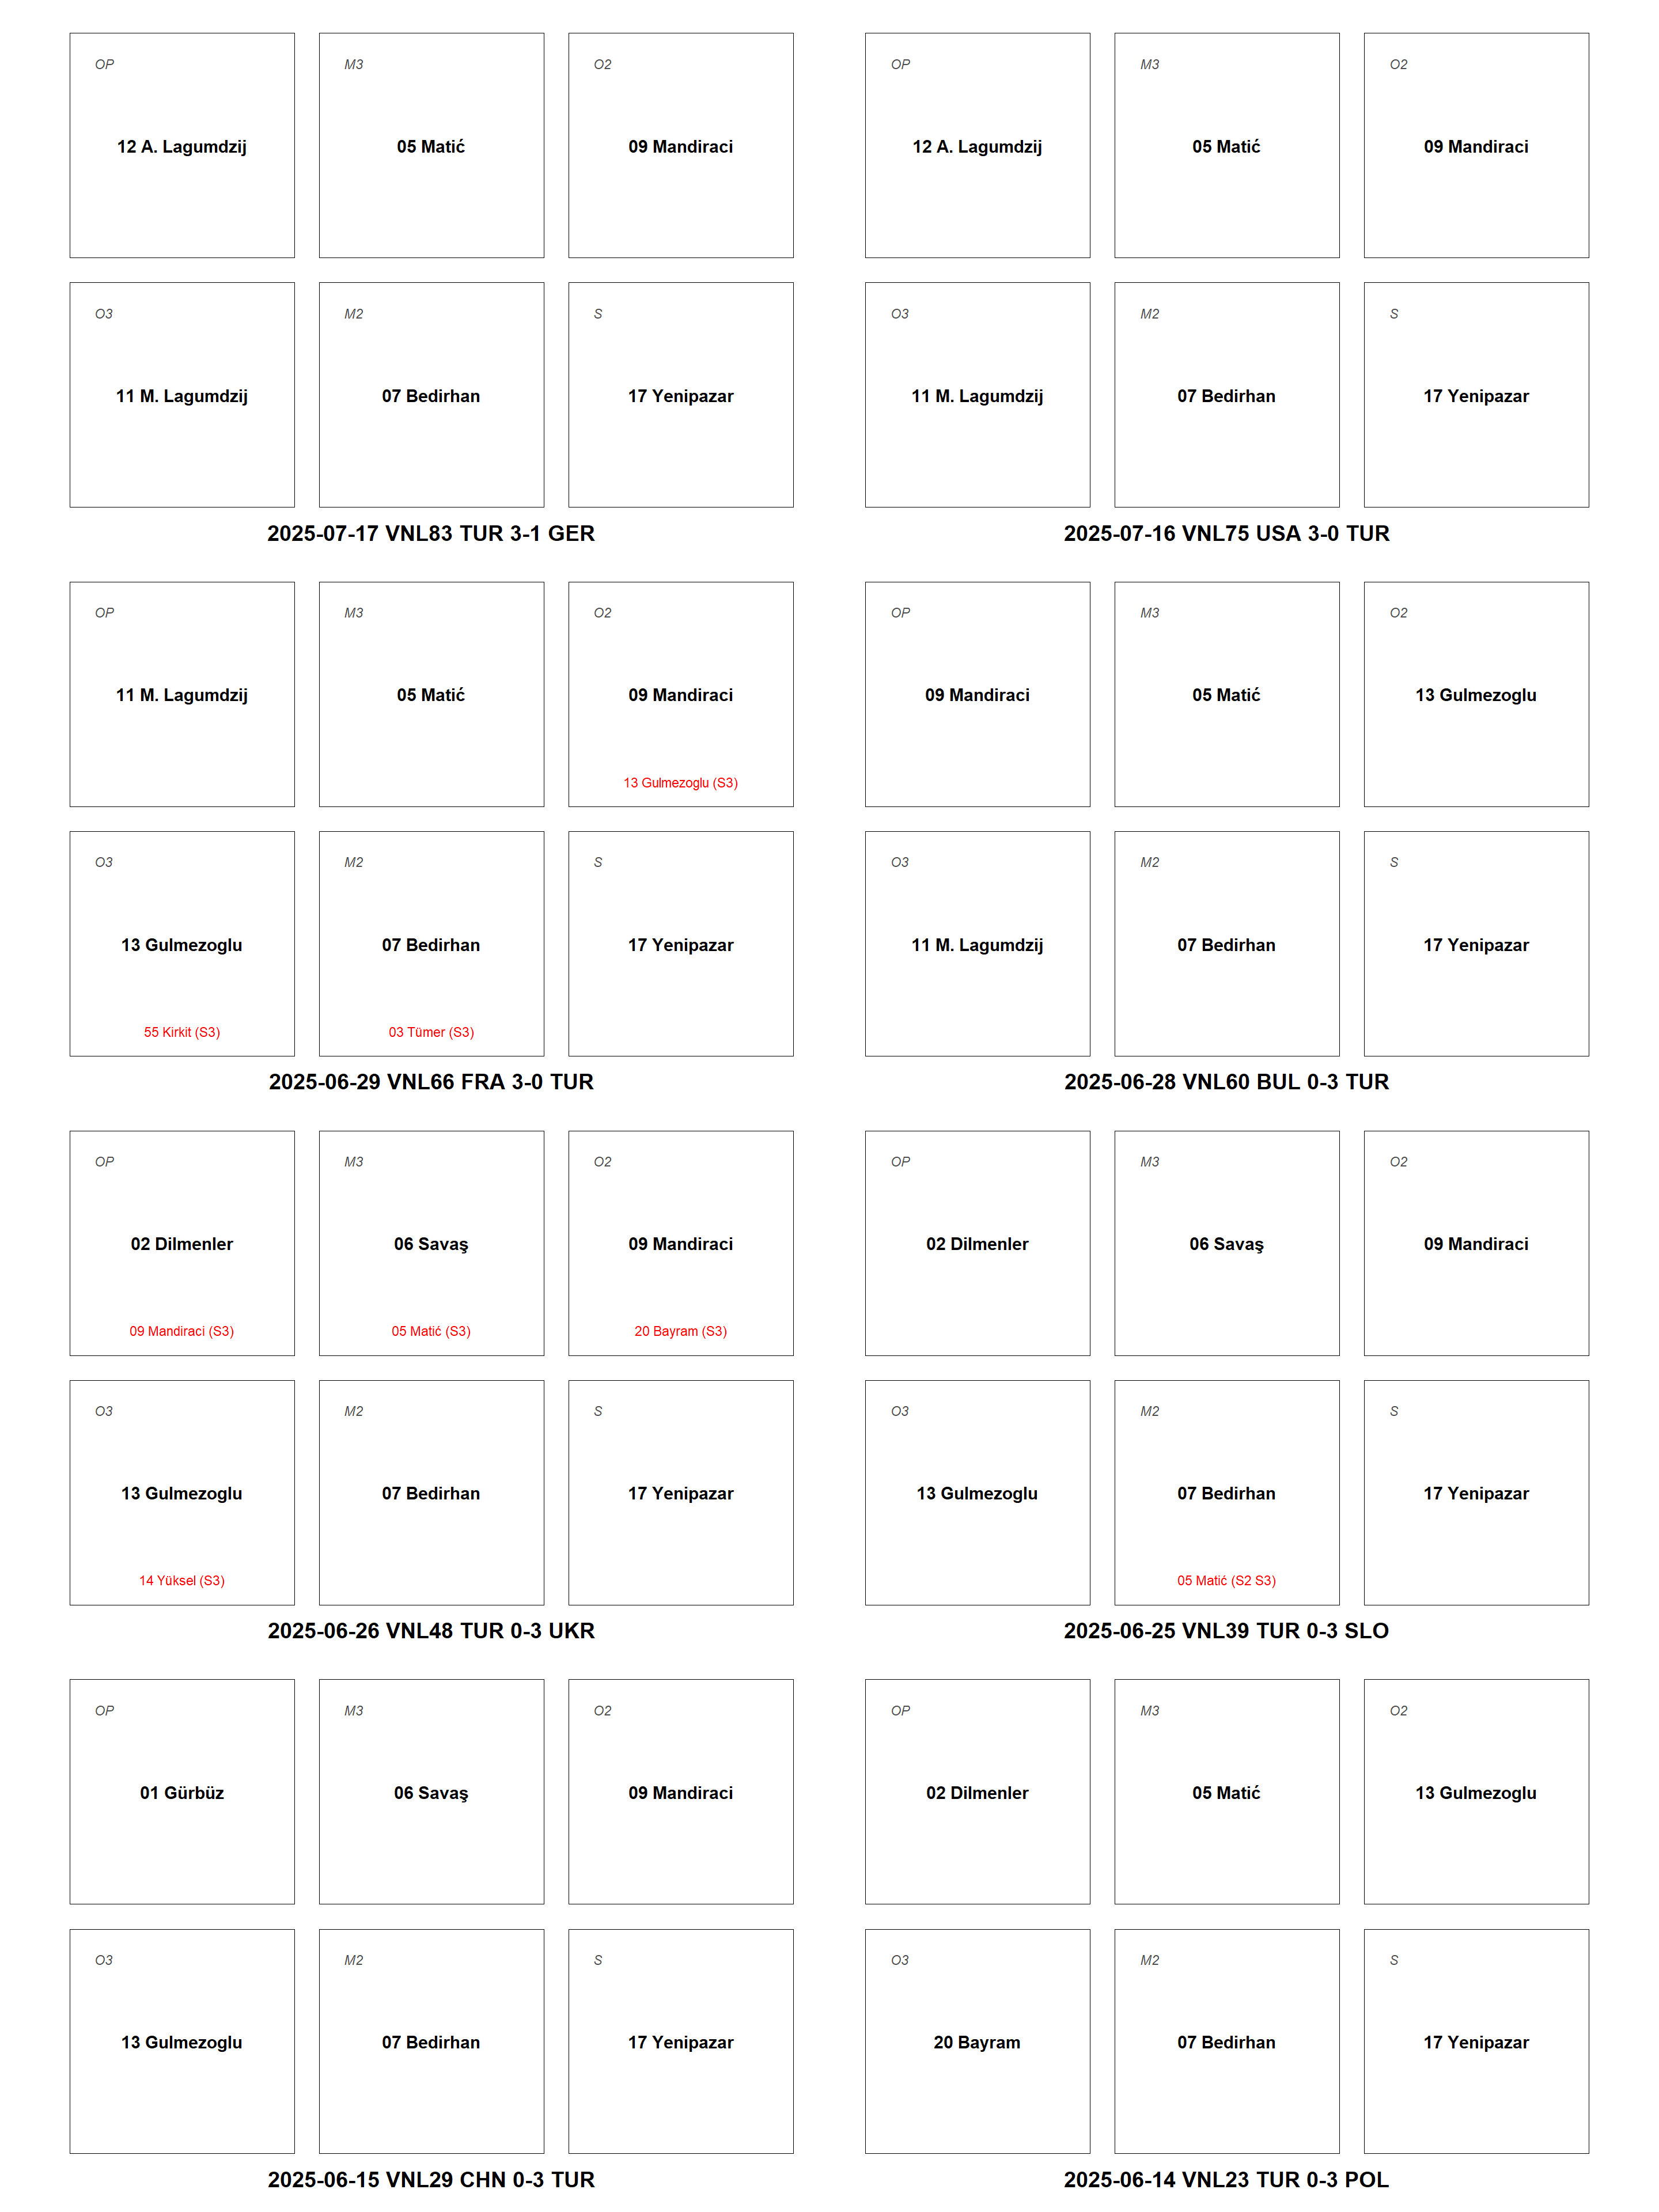 OP M3 O2
12 A. Lagumdzij 05 Matić 09 Mandiraci
O3 M2 S
11 M. Lagumdzij 07 Bedirhan 17 Yenipazar
2025-07-17 VNL83 TUR 3-1 GER
OP M3 O2
12 A. Lagumdzij 05 Matić 09 Mandiraci
O3 M2 S
11 M. Lagumdzij 07 Bedirhan 17 Yenipazar
2025-07-16 VNL75 USA 3-0 TUR
OP M3 O2
11 M. Lagumdzij 05 Matić 09 Mandiraci
13 Gulmezoglu (S3)
O3 M2 S
13 Gulmezoglu 07 Bedirhan 17 Yenipazar
55 Kirkit (S3) 03 Tümer (S3)
2025-06-29 VNL66 FRA 3-0 TUR
OP M3 O2
09 Mandiraci 05 Matić 13 Gulmezoglu
O3 M2 S
11 M. Lagumdzij 07 Bedirhan 17 Yenipazar
2025-06-28 VNL60 BUL 0-3 TUR
OP M3 O2
02 Dilmenler 06 Savaş 09 Mandiraci
09 Mandiraci (S3) 05 Matić (S3) 20 Bayram (S3)
O3 M2 S
13 Gulmezoglu 07 Bedirhan 17 Yenipazar
14 Yüksel (S3)
2025-06-26 VNL48 TUR 0-3 UKR
OP M3 O2
02 Dilmenler 06 Savaş 09 Mandiraci
O3 M2 S
13 Gulmezoglu 07 Bedirhan 17 Yenipazar
05 Matić (S2 S3)
2025-06-25 VNL39 TUR 0-3 SLO
OP M3 O2
01 Gürbüz 06 Savaş 09 Mandiraci
O3 M2 S
13 Gulmezoglu 07 Bedirhan 17 Yenipazar
2025-06-15 VNL29 CHN 0-3 TUR
OP M3 O2
02 Dilmenler 05 Matić 13 Gulmezoglu
O3 M2 S
20 Bayram 07 Bedirhan 17 Yenipazar
2025-06-14 VNL23 TUR 0-3 POL